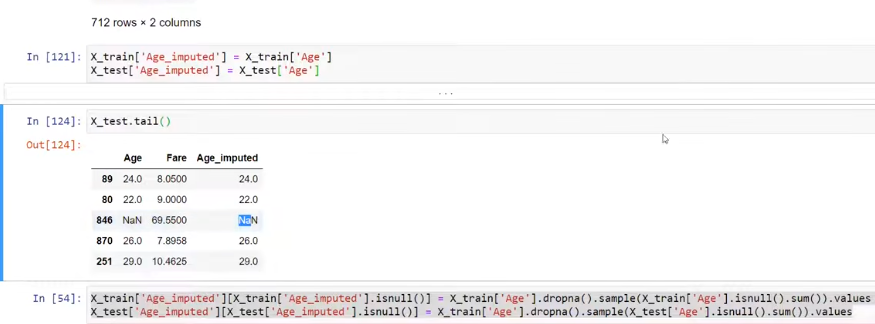 712 rows × 2 columns
In [121]: X_train['Age_imputed'] = X_train['Age']
X_test['Age_imputed'] = X_test['Age']
...
In [124]: X_test.tail()
Out[124]:
Age Fare Age_imputed
89 24.0 8.0500 24.0
80 22.0 9.0000 22.0
846 NaN 69.5500 NaN
870 26.0 7.8958 26.0
251 29.0 10.4625 29.0
In [54]: X_train['Age_imputed'][X_train['Age_imputed'].isnull()] = X_train['Age'].dropna().sample(X_train['Age'].isnull().sum()).values
X_test['Age_imputed'][X_test['Age_imputed'].isnull()] = X_train['Age'].dropna().sample(X_test['Age'].isnull().sum()).values